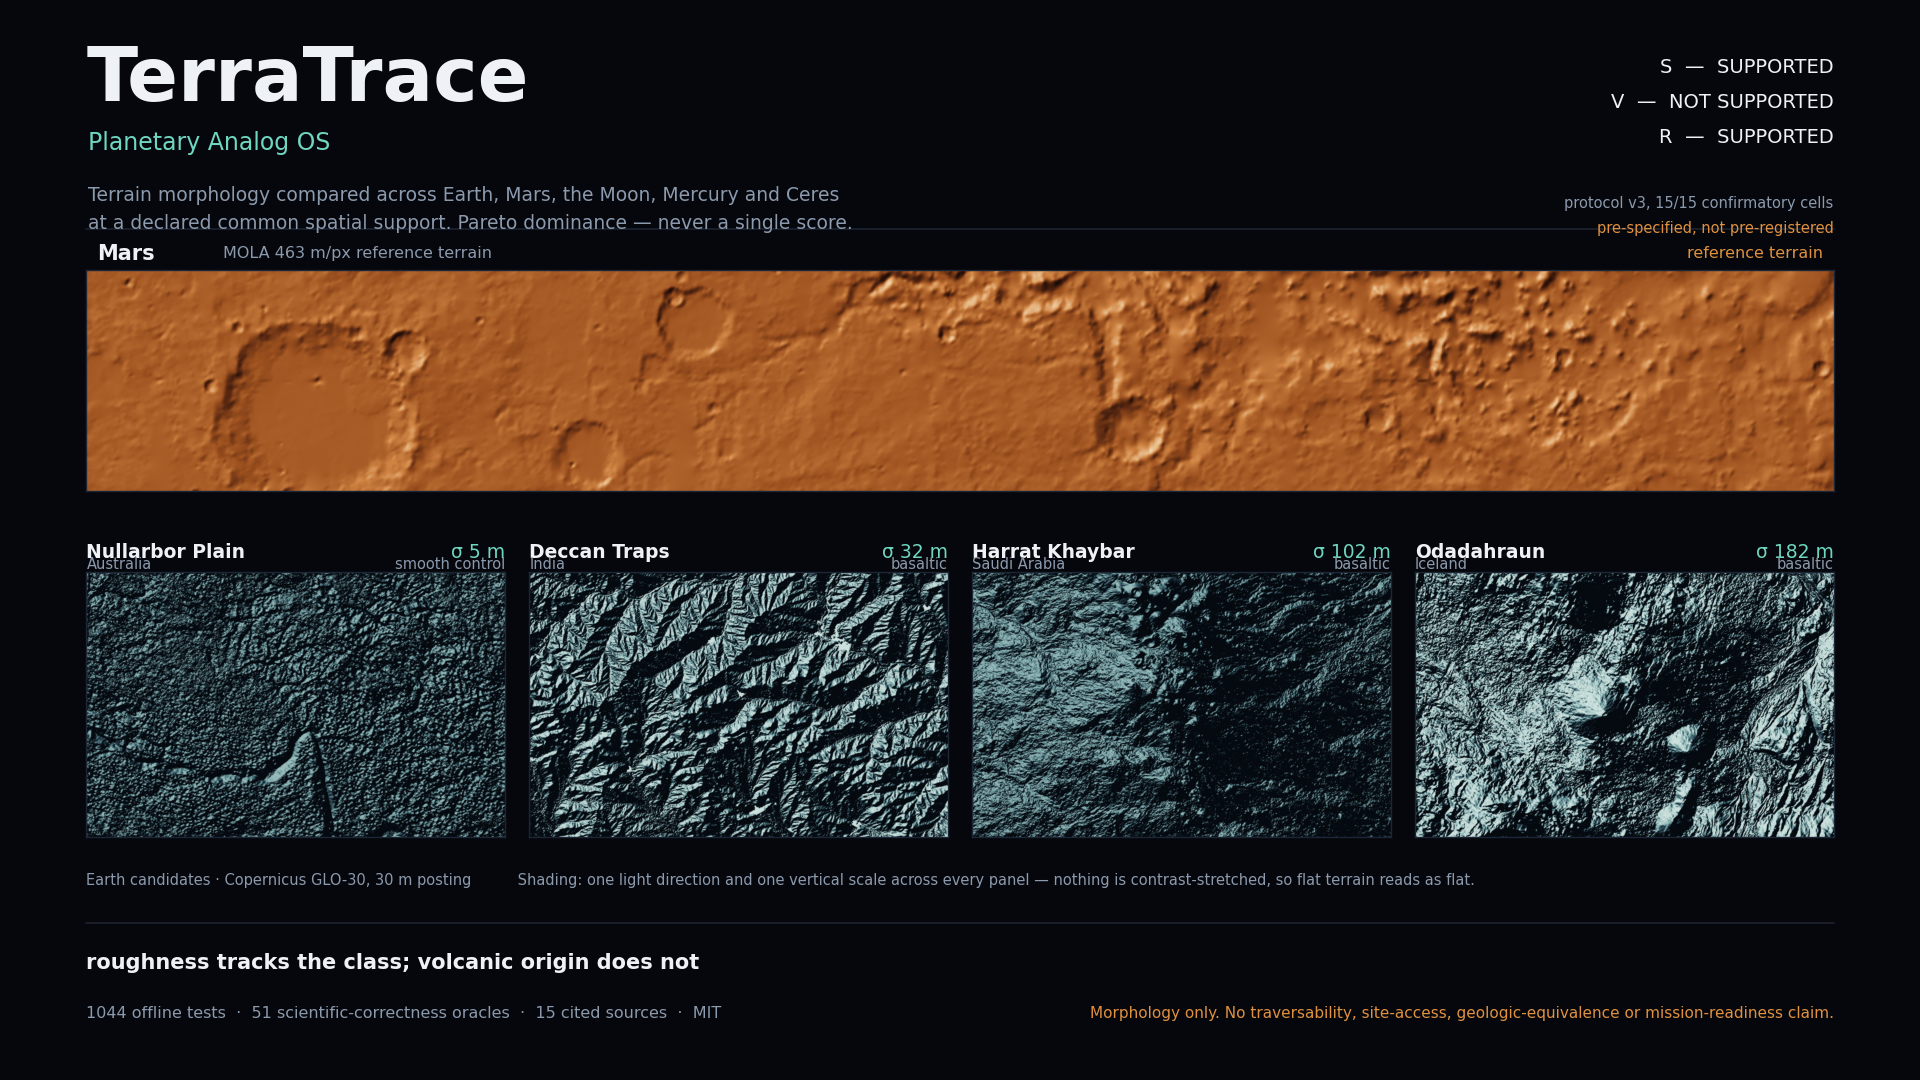 TerraTrace
Planetary Analog OS
Terrain morphology compared across Earth, Mars, the Moon, Mercury and Ceres
at a declared common spatial support. Pareto dominance — never a single score.
S — SUPPORTED
V — NOT SUPPORTED
R — SUPPORTED
protocol v3, 15/15 confirmatory cells
pre-specified, not pre-registered
Mars MOLA 463 m/px reference terrain reference terrain
Nullarbor Plain σ 5 m
Australia smooth control
Deccan Traps σ 32 m
India basaltic
Harrat Khaybar σ 102 m
Saudi Arabia basaltic
Odadahraun σ 182 m
Iceland basaltic
Earth candidates · Copernicus GLO-30, 30 m posting Shading: one light direction and one vertical scale across every panel — nothing is contrast-stretched, so flat terrain reads as flat.
roughness tracks the class; volcanic origin does not
1044 offline tests · 51 scientific-correctness oracles · 15 cited sources · MIT
Morphology only. No traversability, site-access, geologic-equivalence or mission-readiness claim.